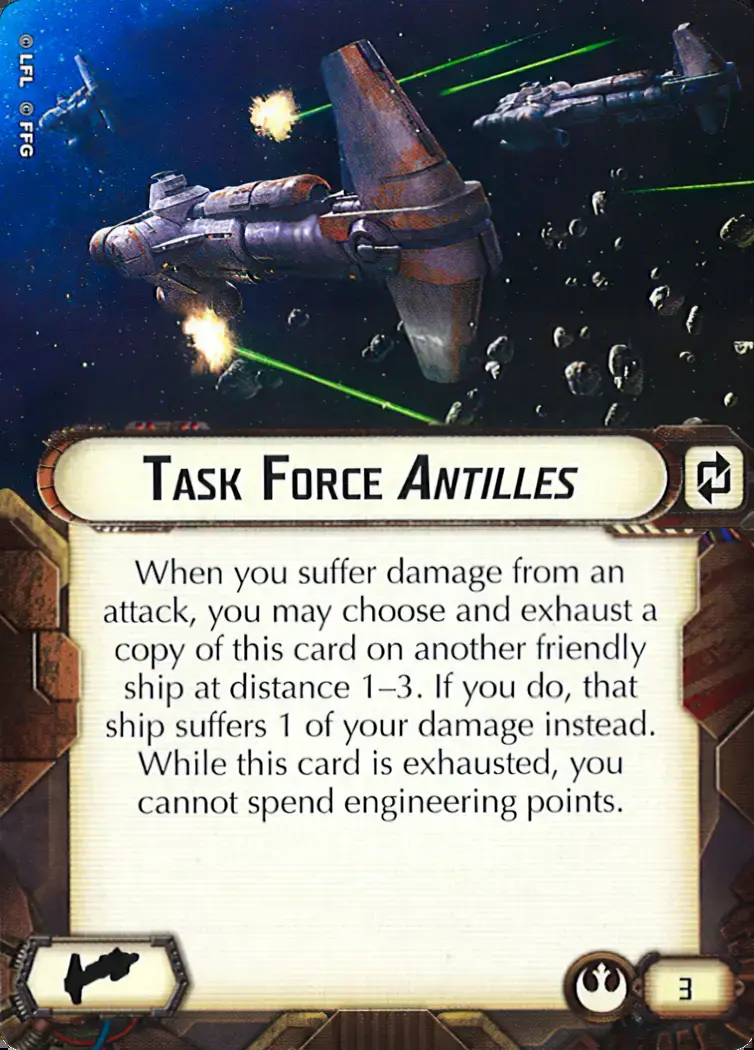 © LFL © FFG
Task Force Antilles
When you suffer damage from an
attack, you may choose and exhaust a
copy of this card on another friendly
ship at distance 1–3. If you do, that
ship suffers 1 of your damage instead.
While this card is exhausted, you
cannot spend engineering points.
3